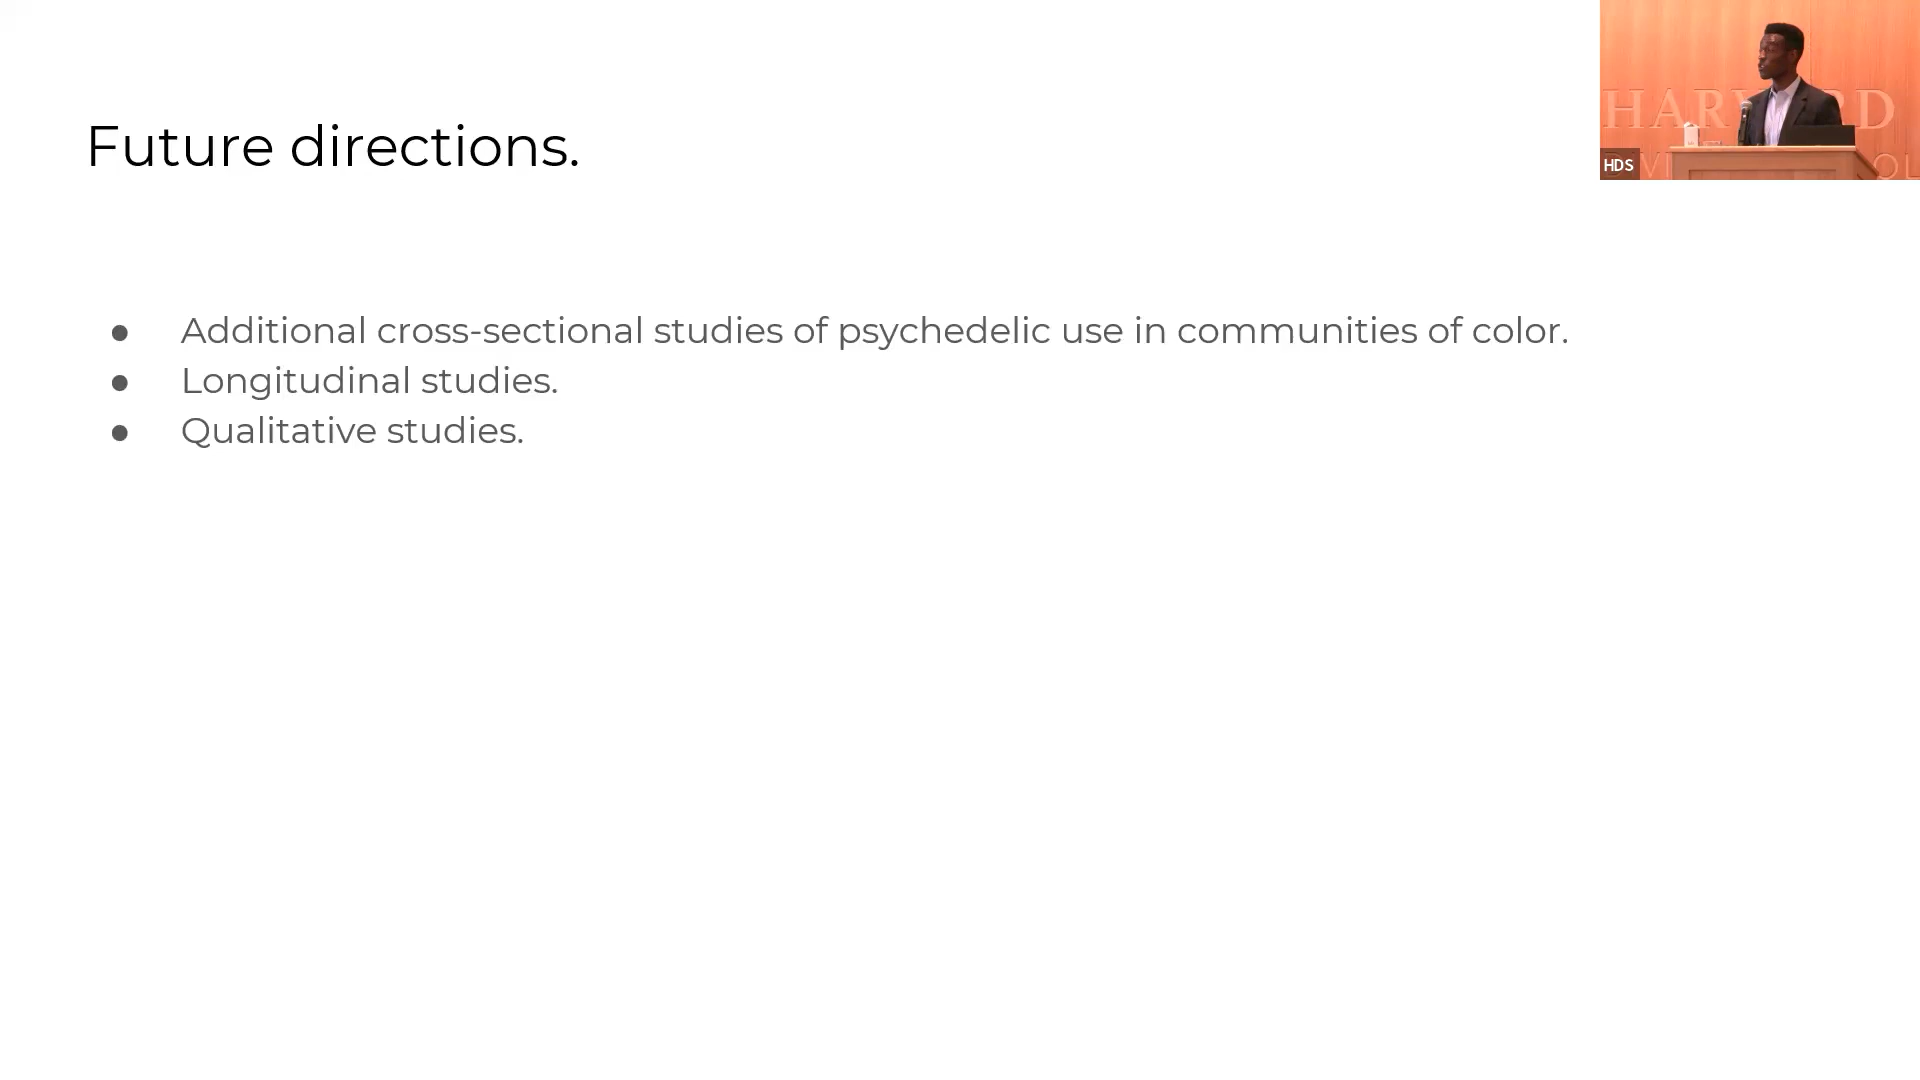 Future directions.
● Additional cross-sectional studies of psychedelic use in communities of color.
● Longitudinal studies.
● Qualitative studies.
HDS